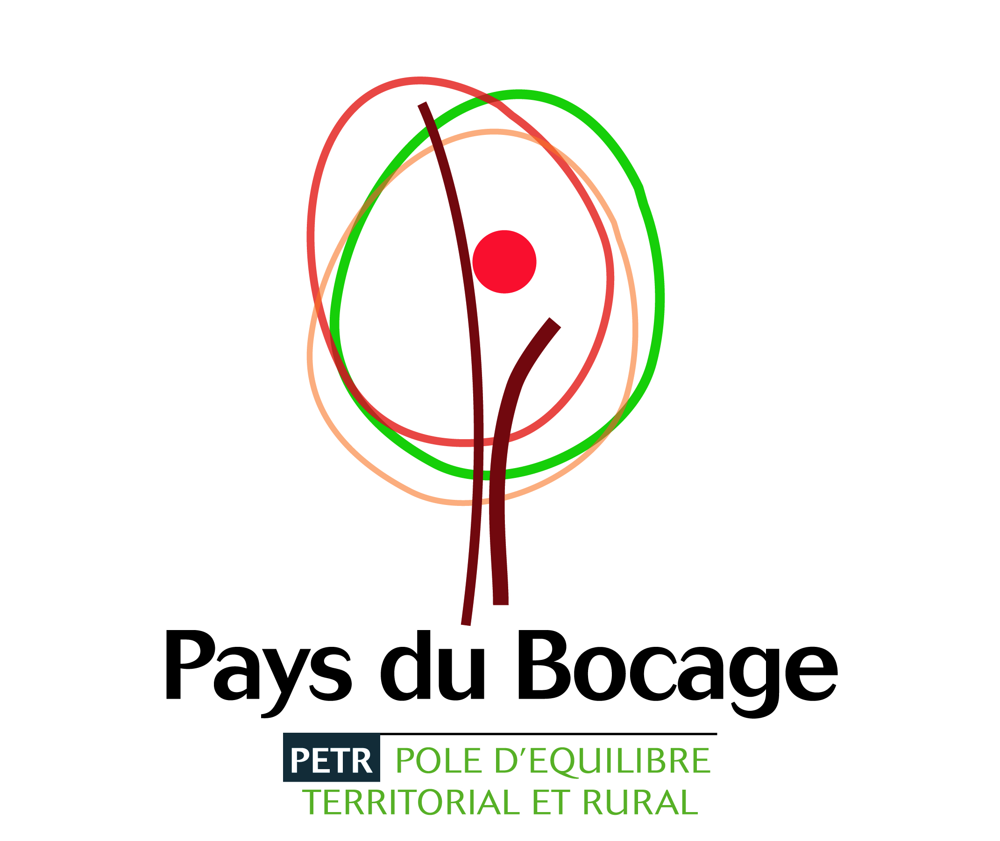 Pays du Bocage
PETR POLE D’EQUILIBRE
TERRITORIAL ET RURAL